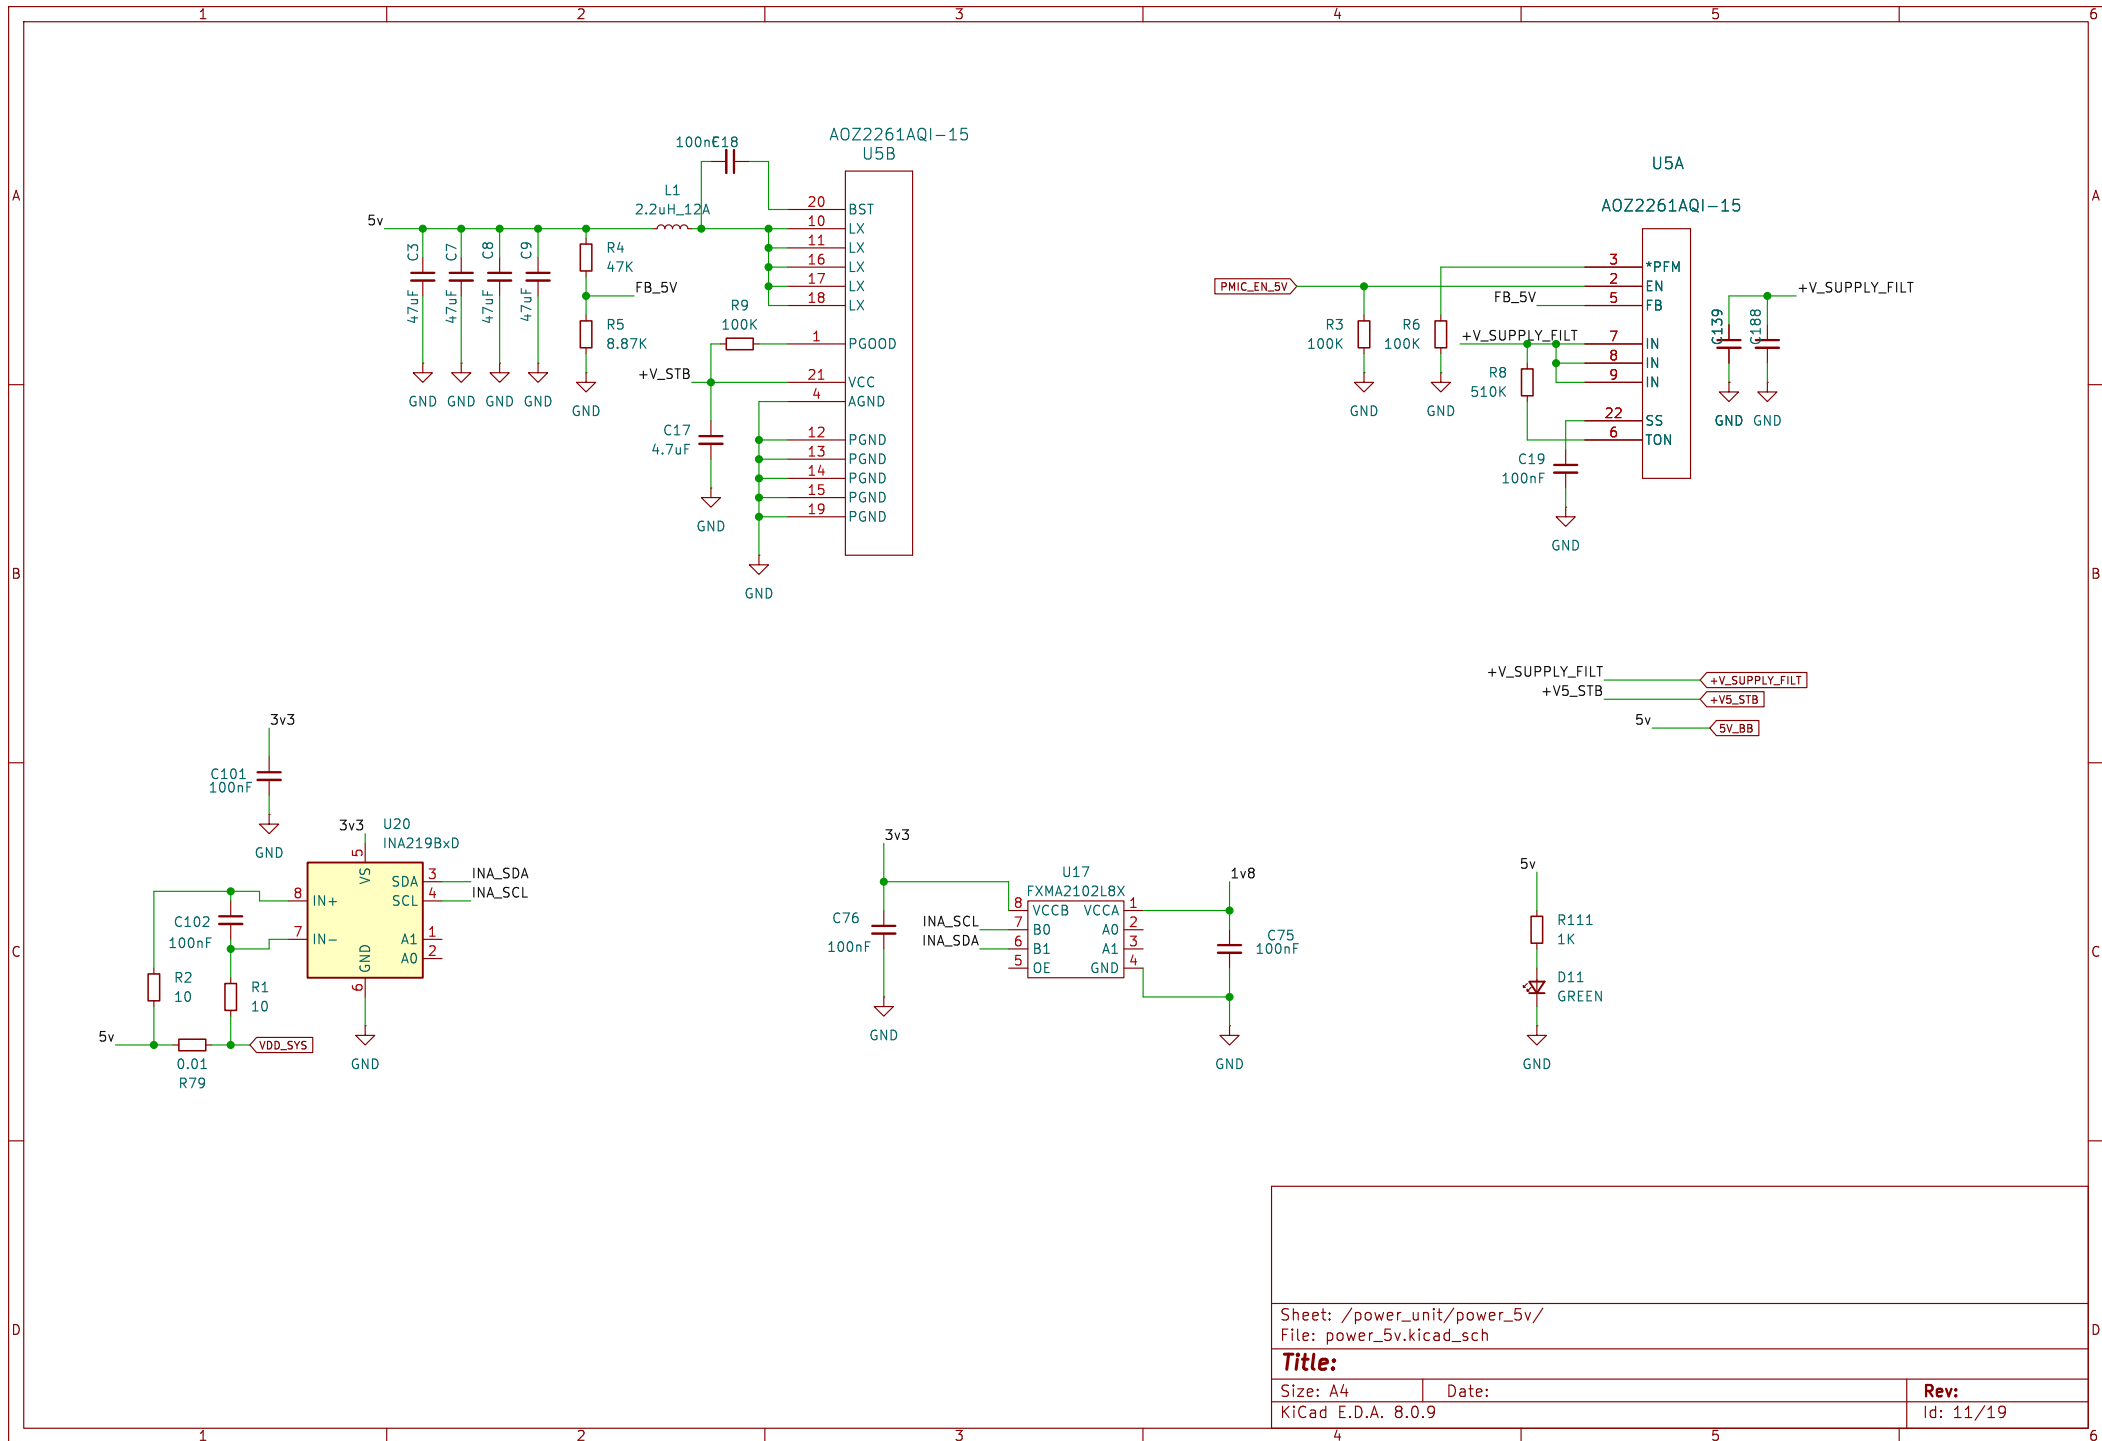 1 2 3 4 5 6
A A
B B
C C
D D
AOZ2261AQI-15
U5B
100nF
C18
L1
2.2uH_12A
5v
C3
47uF
C7
47uF
C8
47uF
C9
47uF
R4
47K
FB_5V
R5
8.87K
R9
100K
+V_STB
C17
4.7uF
20 BST
10 LX
11 LX
16 LX
17 LX
18 LX
1 PGOOD
21 VCC
4 AGND
12 PGND
13 PGND
14 PGND
15 PGND
19 PGND
GND GND GND GND
GND
GND
GND
U5A
AOZ2261AQI-15
PMIC_EN_5V
FB_5V
+V_SUPPLY_FILT
R3
100K
R6
100K
R8
510K
C19
100nF
3 *PFM
2 EN
5 FB
7 IN
8 IN
9 IN
22 SS
6 TON
GND
GND
GND
+V_SUPPLY_FILT
C139
C188
GND GND
+V_SUPPLY_FILT +V_SUPPLY_FILT
+V5_STB +V5_STB
5v 5V_BB
3v3
C101
100nF
GND
3v3
U20
INA219BxD
5 VS
3 SDA INA_SDA
4 SCL INA_SCL
8 IN+
7 IN-
A1 1
A0 2
6 GND
C102
100nF
R2
10
R1
10
5v
VDD_SYS
0.01
R79
GND
3v3
U17
FXMA2102L8X
8 VCCB VCCA 1
INA_SCL 7 B0 A0 2
INA_SDA 6 B1 A1 3
5 OE GND 4
C76
100nF
GND
1v8
C75
100nF
GND
5v
R111
1K
D11
GREEN
GND
Sheet: /power_unit/power_5v/
File: power_5v.kicad_sch
Title:
Size: A4 Date: Rev:
KiCad E.D.A. 8.0.9 Id: 11/19
1 2 3 4 5 6